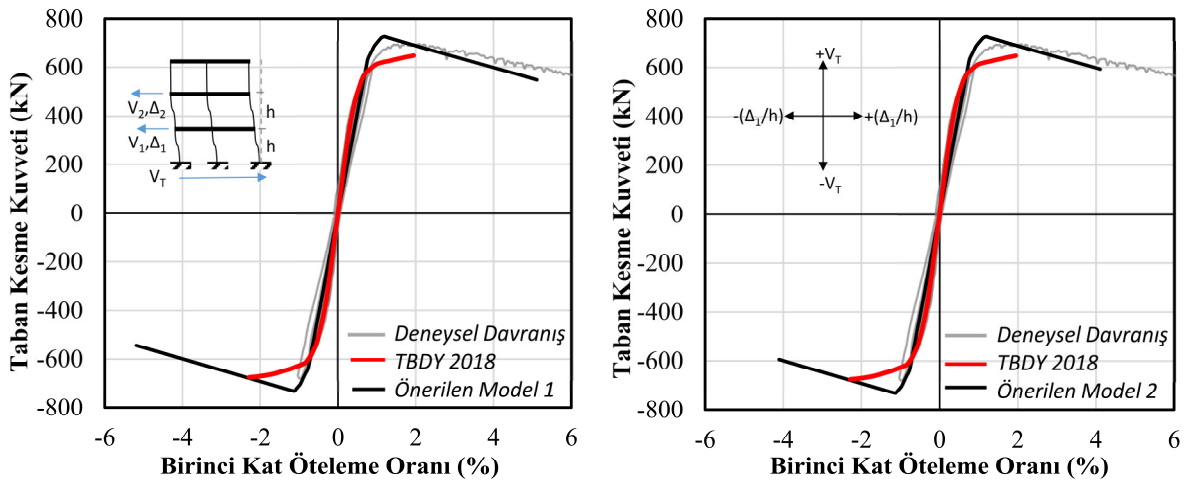 Taban Kesme Kuvveti (kN)
800
600
400
200
0
-200
-400
-600
-800
-6 -4 -2 0 2 4 6
Birinci Kat Öteleme Oranı (%)
V2,Δ2
h
V1,Δ1
h
VT
Deneysel Davranış
TBDY 2018
Önerilen Model 1
Taban Kesme Kuvveti (kN)
800
600
400
200
0
-200
-400
-600
-800
-6 -4 -2 0 2 4 6
Birinci Kat Öteleme Oranı (%)
+VT
-(Δ1/h) +(Δ1/h)
-VT
Deneysel Davranış
TBDY 2018
Önerilen Model 2